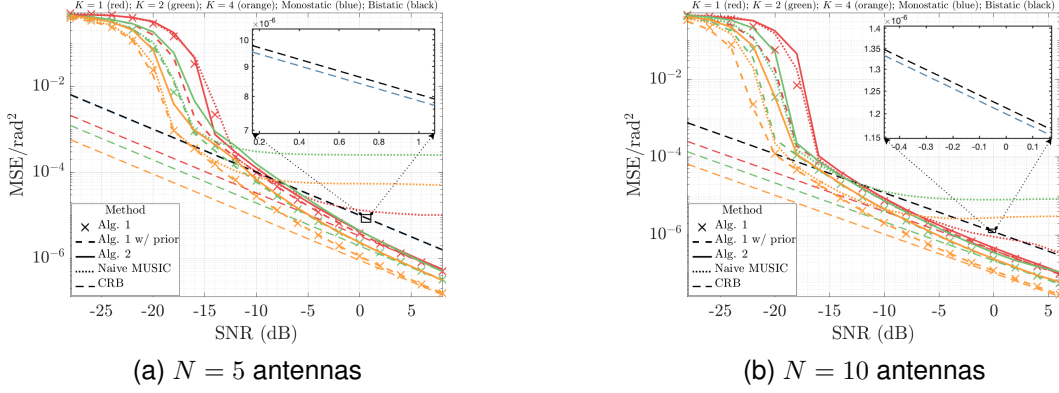 K = 1 (red); K = 2 (green); K = 4 (orange); Monostatic (blue); Bistatic (black)
×10⁻⁶
10
9
8
7
0.2 0.4 0.6 0.8 1
10⁻²
10⁻⁴
10⁻⁶
MSE/rad²
Method
Alg. 1
Alg. 1 w/ prior
Alg. 2
Naive MUSIC
CRB
-25 -20 -15 -10 -5 0 5
SNR (dB)
(a) N = 5 antennas
K = 1 (red); K = 2 (green); K = 4 (orange); Monostatic (blue); Bistatic (black)
×10⁻⁶
1.4
1.35
1.3
1.25
1.2
1.15
-0.4 -0.3 -0.2 -0.1 0 0.1
10⁻²
10⁻⁴
10⁻⁶
MSE/rad²
Method
Alg. 1
Alg. 1 w/ prior
Alg. 2
Naive MUSIC
CRB
-25 -20 -15 -10 -5 0 5
SNR (dB)
(b) N = 10 antennas